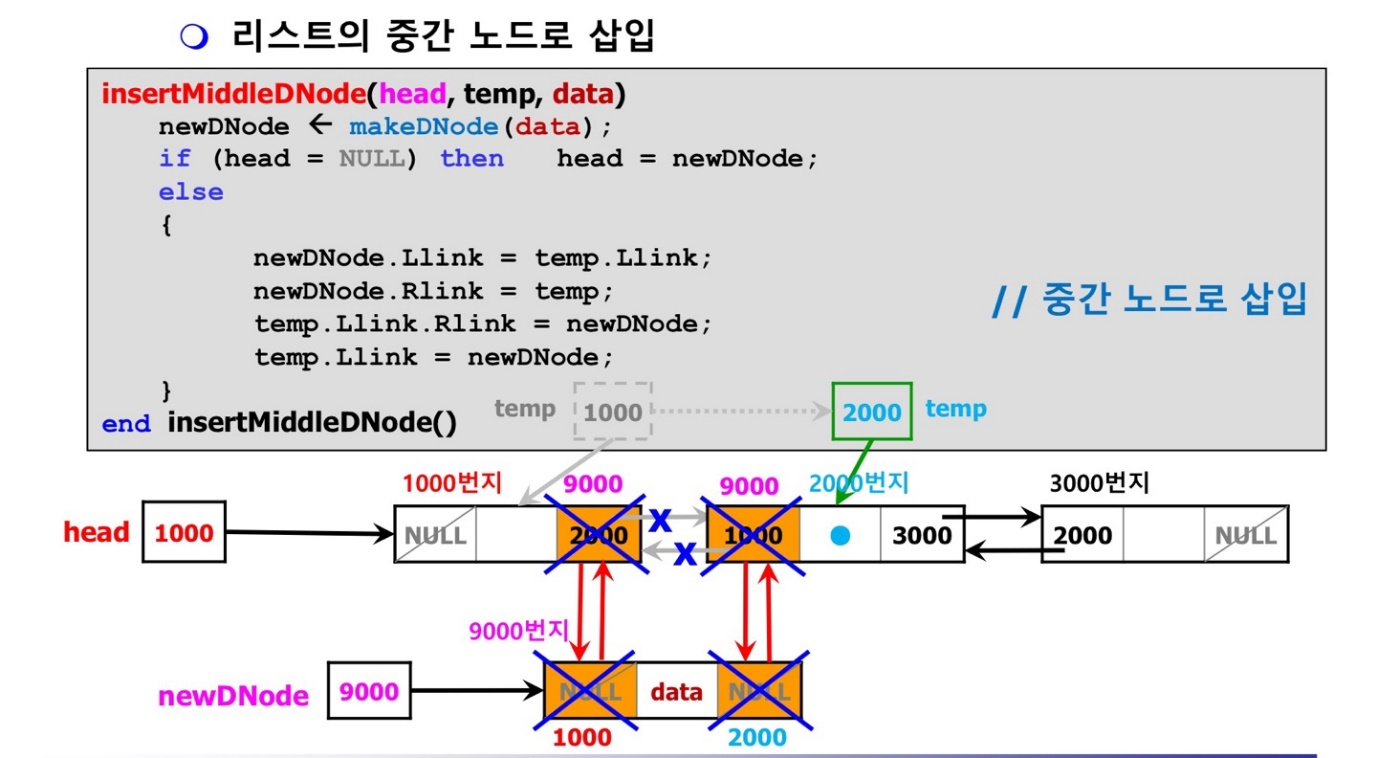 리스트의 중간 노드로 삽입
insertMiddleDNode(head, temp, data)
newDNode ← makeDNode(data);
if (head = NULL) then head = newDNode;
else
{
newDNode.Llink = temp.Llink;
newDNode.Rlink = temp;
// 중간 노드로 삽입
temp.Llink.Rlink = newDNode;
temp.Llink = newDNode;
}
end insertMiddleDNode()
temp 1000 2000 temp
1000번지 9000 9000 2000번지 3000번지
head 1000 NULL 2000 X X 1000 3000 2000 NULL
9000번지
newDNode 9000 NULL data NULL
1000 2000